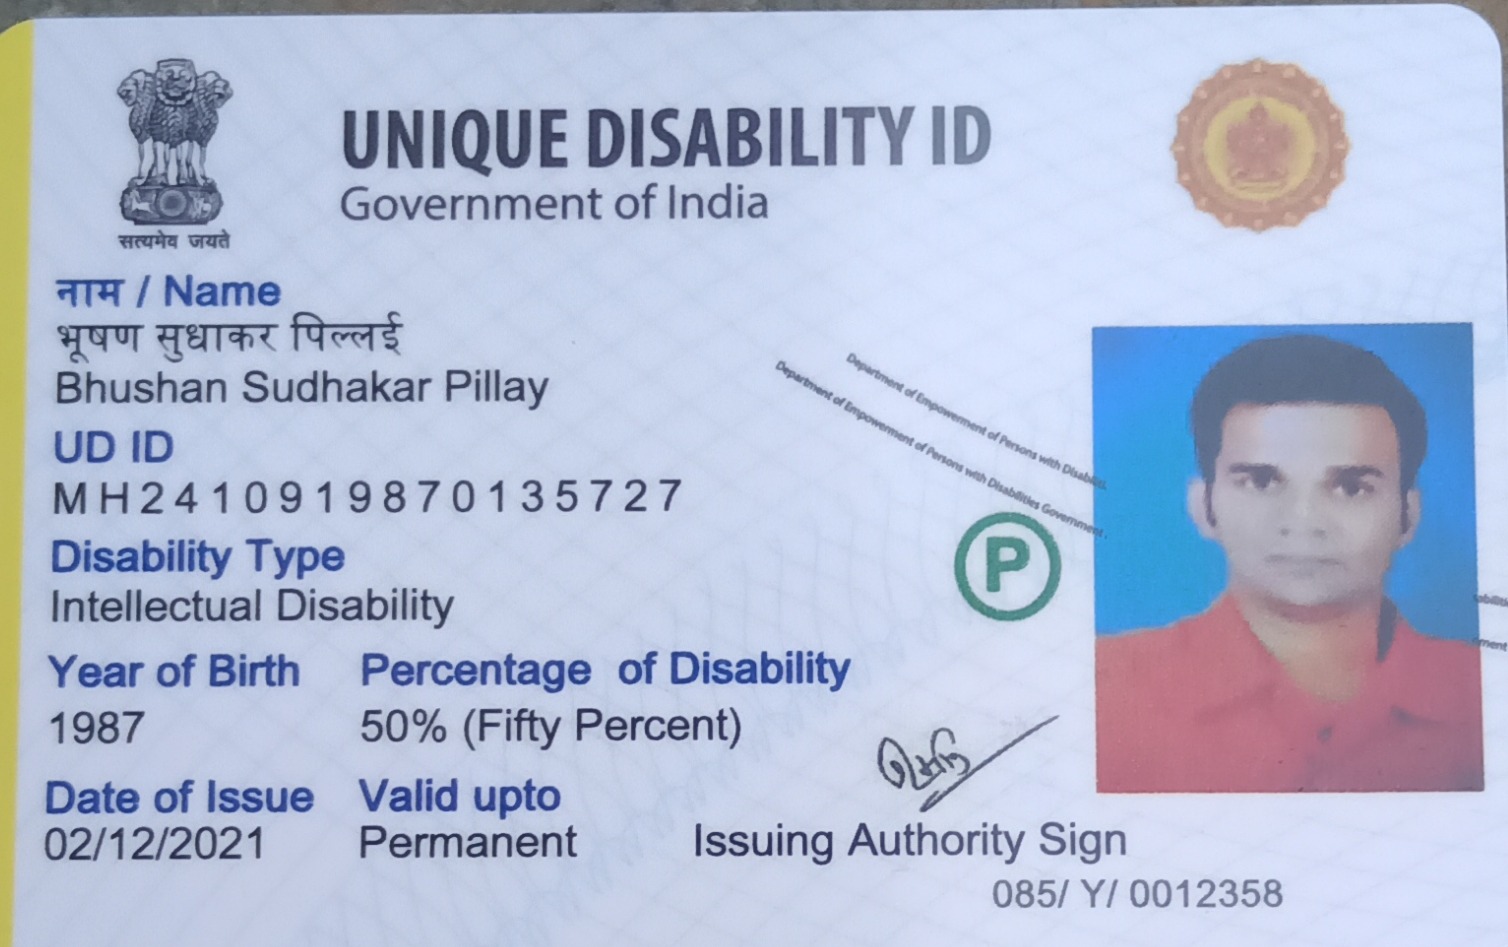 सत्यमेव जयते
UNIQUE DISABILITY ID
Government of India
नाम / Name
भूषण सुधाकर पिल्लई
Bhushan Sudhakar Pillay
UD ID
MH2410919870135727
Disability Type
Intellectual Disability
Year of Birth Percentage of Disability
1987 50% (Fifty Percent)
Date of Issue Valid upto
02/12/2021 Permanent
Department of Empowerment of Persons with
Department of Empowerment of Persons with Disabilities Government
P
Issuing Authority Sign
085/ Y/ 0012358